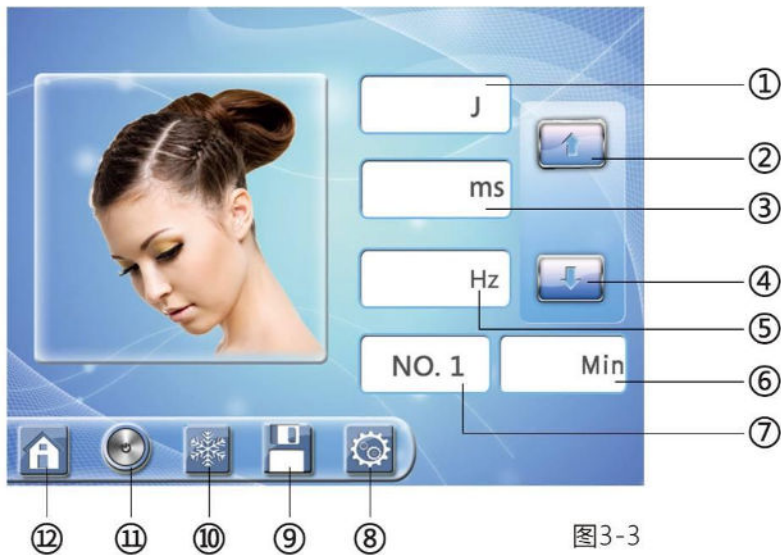 J
①
②
ms
③
Hz
④
⑤
NO. 1
Min
⑥
⑦
⑫
⑪
⑩
⑨
⑧
图3-3